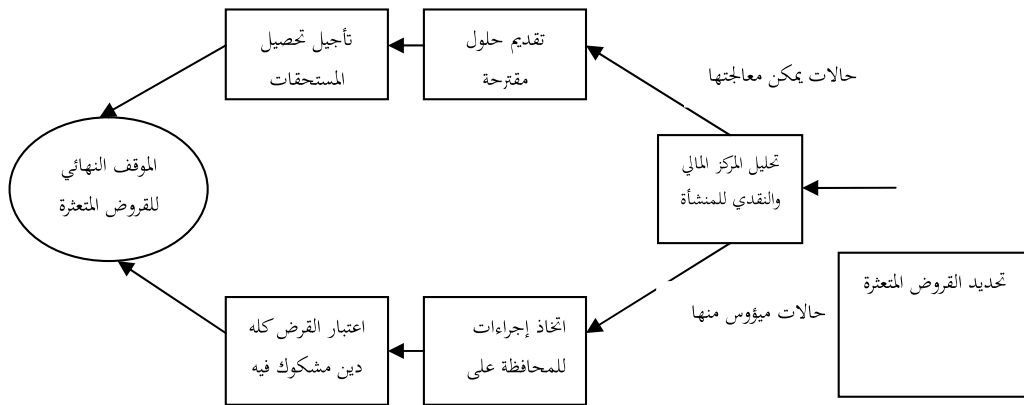 تحديد القروض المتعثرة
تحليل المركز المالي
والنقدي للمنشأة
حالات يمكن معالجتها
تقديم حلول
مقترحة
تأجيل تحصيل
المستحقات
حالات ميؤوس منها
اتخاذ إجراءات
للمحافظة على
اعتبار القرض كله
دين مشكوك فيه
الموقف النهائي
للقروض المتعثرة